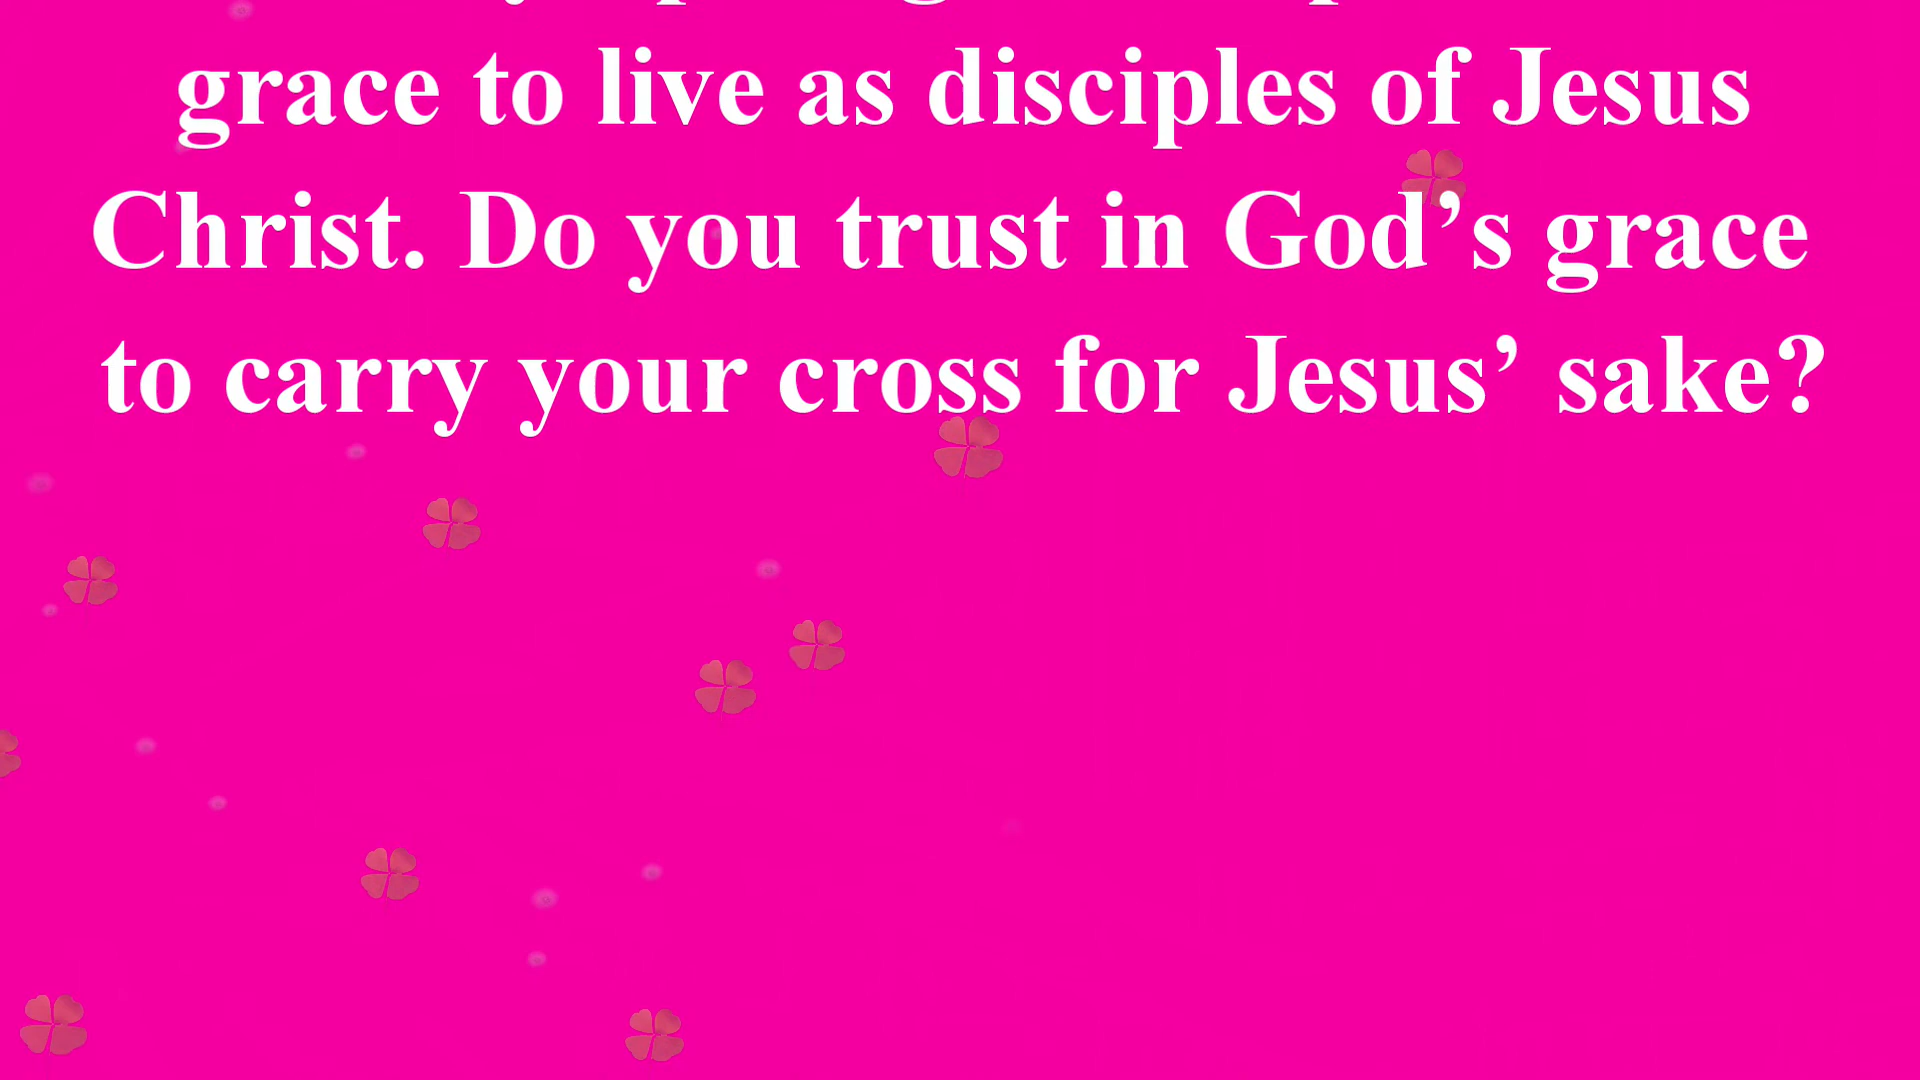 grace to live as disciples of Jesus
Christ. Do you trust in God’s grace
to carry your cross for Jesus’ sake?